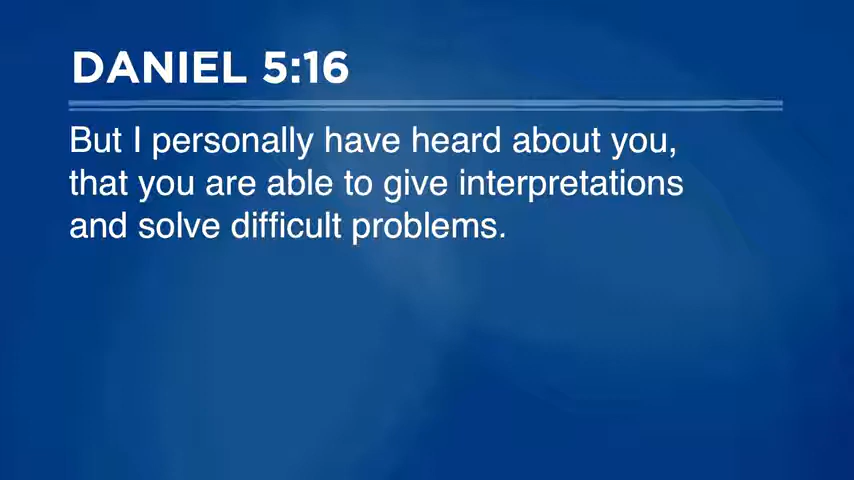 DANIEL 5:16
But I personally have heard about you,
that you are able to give interpretations
and solve difficult problems.